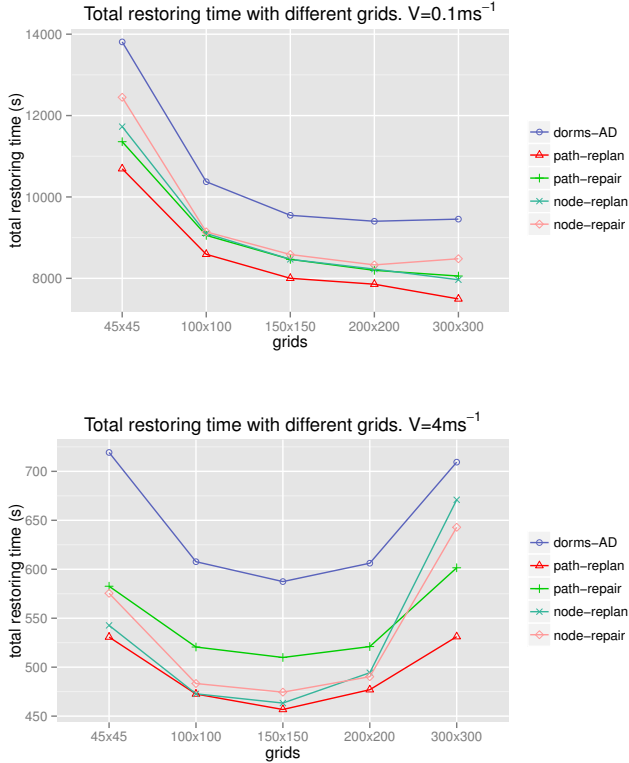 Total restoring time with different grids. V=0.1ms⁻¹
total restoring time (s)
14000
12000
10000
8000
45x45 100x100 150x150 200x200 300x300
grids
dorms-AD
path-replan
path-repair
node-replan
node-repair
Total restoring time with different grids. V=4ms⁻¹
total restoring time (s)
700
650
600
550
500
450
45x45 100x100 150x150 200x200 300x300
grids
dorms-AD
path-replan
path-repair
node-replan
node-repair